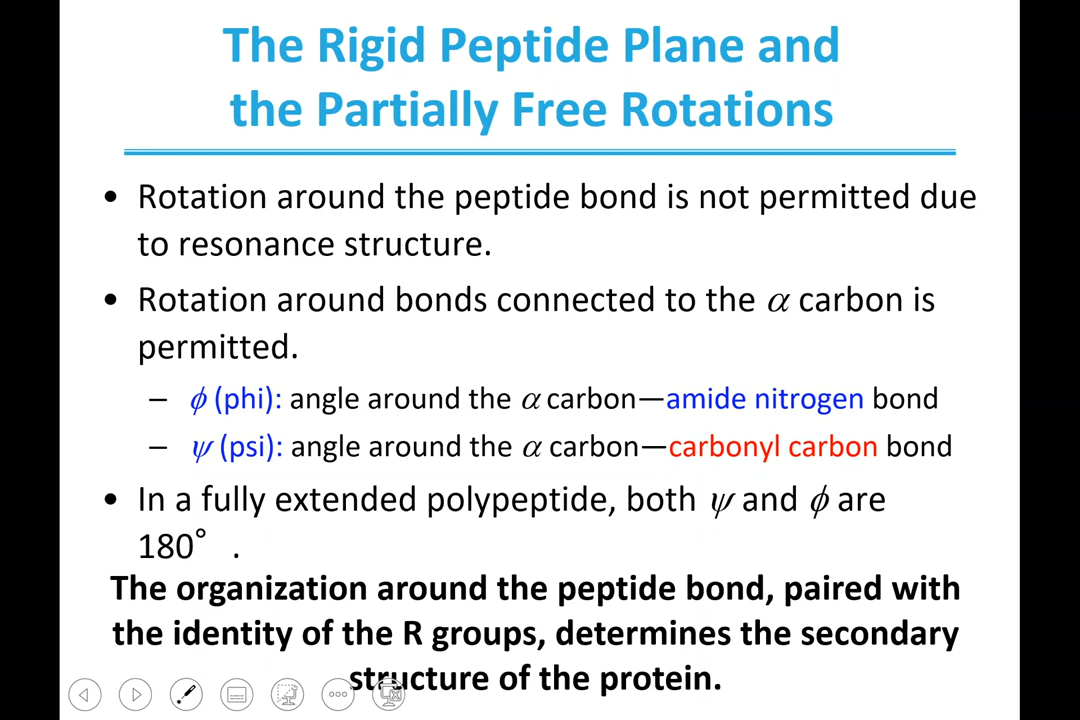 The Rigid Peptide Plane and
the Partially Free Rotations
• Rotation around the peptide bond is not permitted due
to resonance structure.
• Rotation around bonds connected to the α carbon is
permitted.
– ϕ (phi): angle around the α carbon—amide nitrogen bond
– ψ (psi): angle around the α carbon—carbonyl carbon bond
• In a fully extended polypeptide, both ψ and ϕ are
180° .
The organization around the peptide bond, paired with
the identity of the R groups, determines the secondary
structure of the protein.